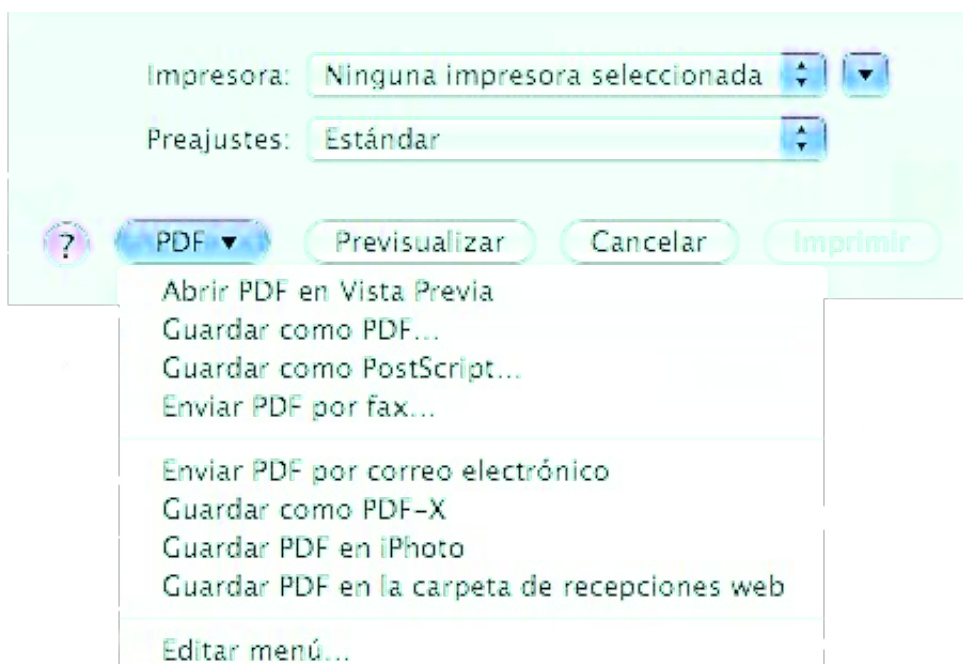 Impresora: Ninguna impresora seleccionada
Preajustes: Estándar
? PDF Previsualizar Cancelar Imprimir
Abrir PDF en Vista Previa
Guardar como PDF...
Guardar como PostScript...
Enviar PDF por fax...
Enviar PDF por correo electrónico
Guardar como PDF-X
Guardar PDF en iPhoto
Guardar PDF en la carpeta de recepciones web
Editar menú...